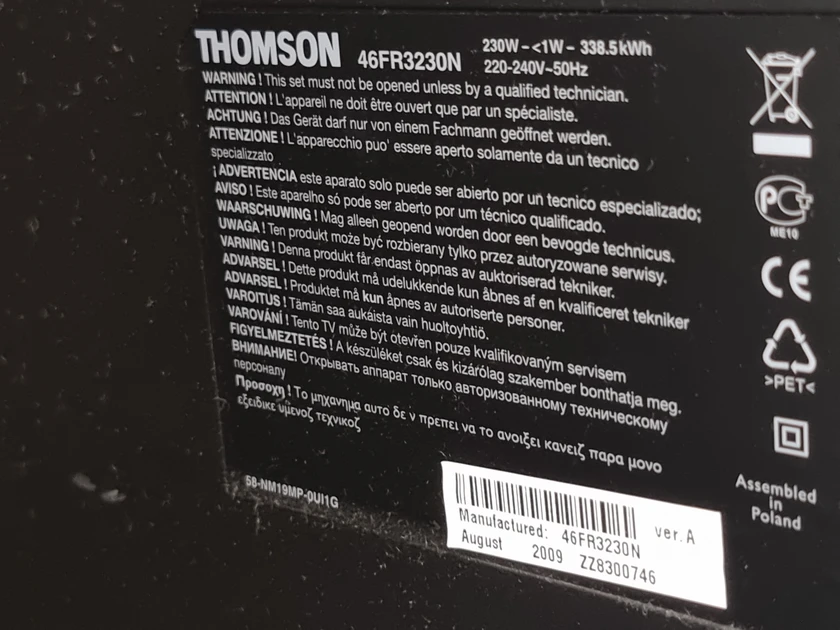 THOMSON 46FR3230N
230W - <1W - 338.5kWh
220-240V~50Hz
WARNING ! This set must not be opened unless by a qualified technician.
ATTENTION ! L'appareil ne doit être ouvert que par un spécialiste.
ACHTUNG ! Das Gerät darf nur von einem Fachmann geöffnet werden.
ATTENZIONE ! L'apparecchio puo' essere aperto solamente da un tecnico
specializzato
¡ ADVERTENCIA este aparato solo puede ser abierto por un tecnico especializado;
AVISO ! Este aparelho só pode ser aberto por um técnico qualificado.
WAARSCHUWING ! Mag alleen geopend worden door een bevogde technicus.
UWAGA ! Ten produkt może być rozbierany tylko przez autoryzowane serwisy.
VARNING ! Denna produkt får endast öppnas av auktoriserad tekniker.
ADVARSEL ! Dette produkt må udelukkende kun åbnes af en kvalificeret tekniker
ADVARSEL ! Produktet må kun åpnes av autoriserte personer.
VAROITUS ! Tämän saa aukáista vain huoltoyhtiö.
VAROVÁNÍ ! Tento TV může být otevřen pouze kvalifikovaným servisem
FIGYELMEZTETÉS ! A készüléket csak és kizárólag szakember bonthatja meg.
ВНИМАНИЕ! Открывать аппарат только авторизованному техническому
персоналу
Προσοχη ! Το μηχανημα αυτο δε ν πρεπει να το ανοιξει κανειζ παρα μονο
εξειδικε υμενοζ τεχνικοζ
58-NM19MP-0UI1G
Manufactured: 46FR3230N ver. A
August 2009 ZZ8300746
PCT
ME10
CE
>PET<
Assembled
in
Poland